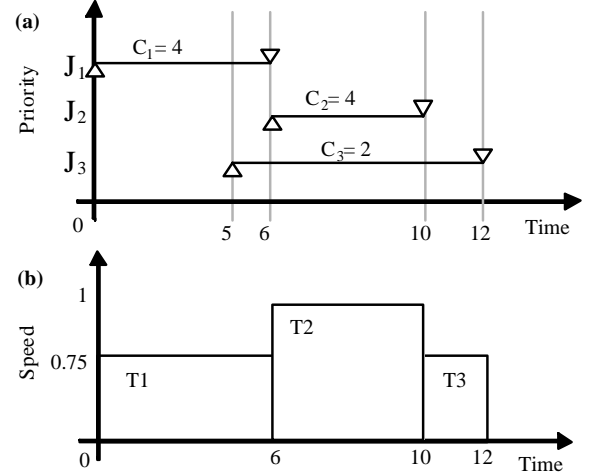 (a)
Priority
J1
C1= 4
J2
C2= 4
J3
C3= 2
0
5
6
10
12
Time
(b)
Speed
1
0.75
T1
T2
T3
0
6
10
12
Time